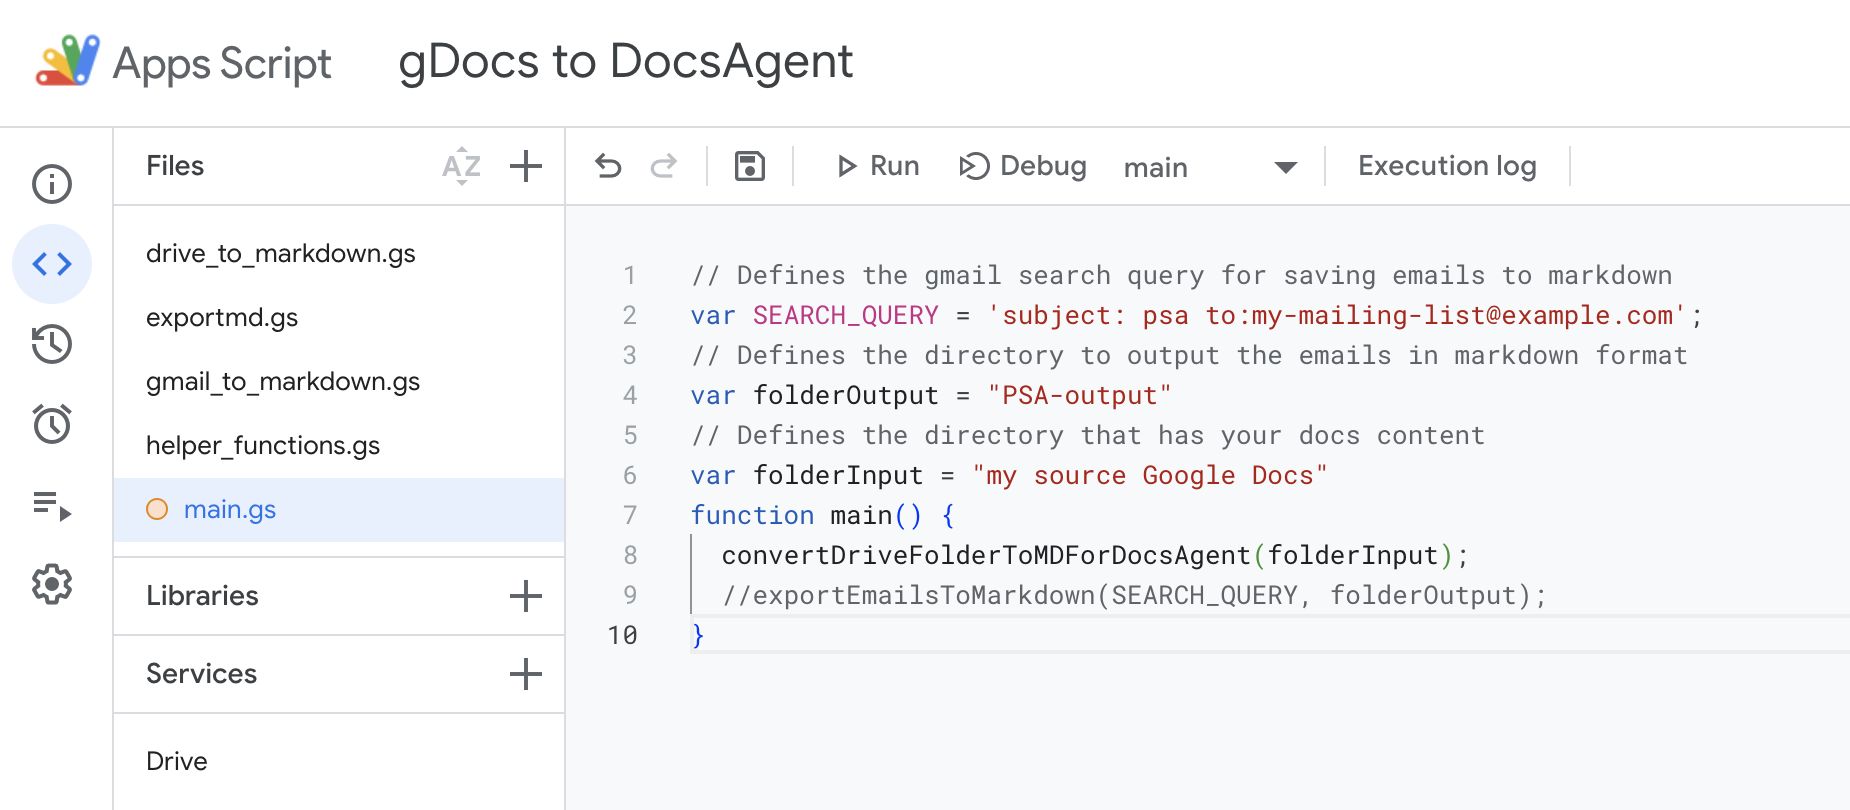 Apps Script gDocs to DocsAgent
Files AZ
Run Debug main Execution log
drive_to_markdown.gs
exportmd.gs
gmail_to_markdown.gs
helper_functions.gs
main.gs
Libraries
Services
Drive
1 // Defines the gmail search query for saving emails to markdown
2 var SEARCH_QUERY = 'subject: psa to:my-mailing-list@example.com';
3 // Defines the directory to output the emails in markdown format
4 var folderOutput = "PSA-output"
5 // Defines the directory that has your docs content
6 var folderInput = "my source Google Docs"
7 function main() {
8 convertDriveFolderToMDForDocsAgent(folderInput);
9 //exportEmailsToMarkdown(SEARCH_QUERY, folderOutput);
10 }